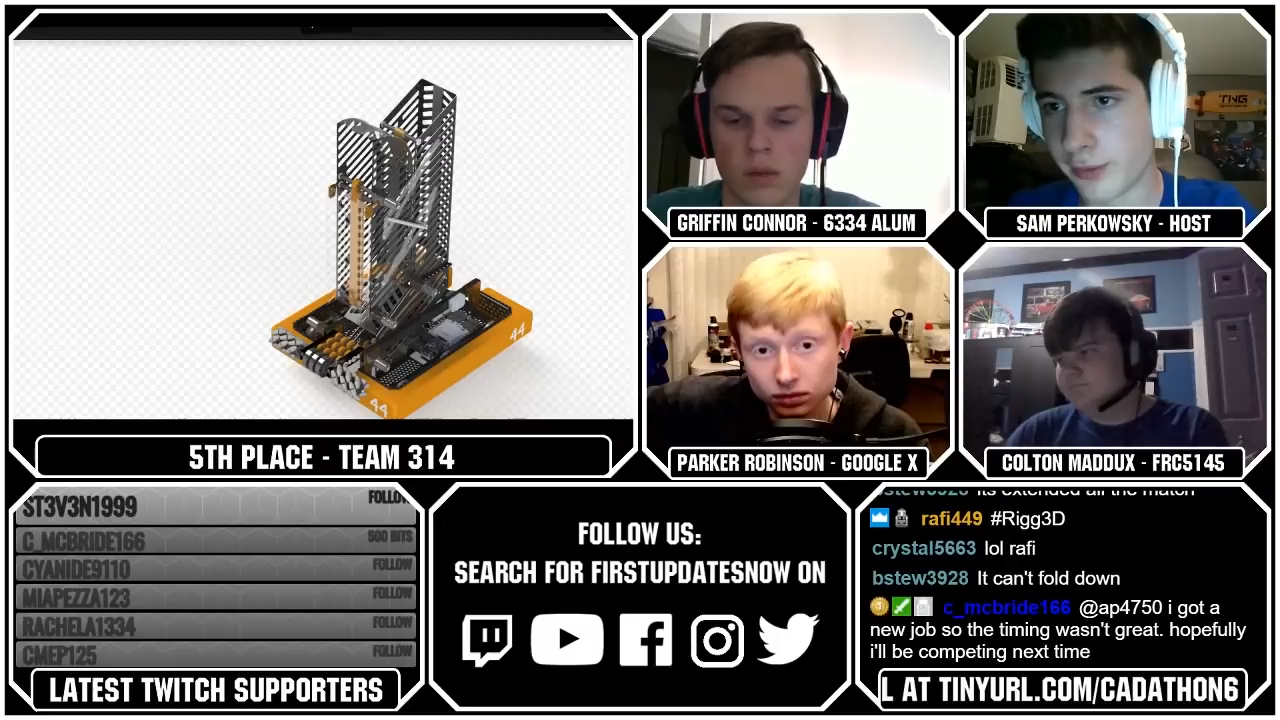 44
44
5TH PLACE - TEAM 314
TNG
GRIFFIN CONNOR - 6334 ALUM
SAM PERKOWSKY - HOST
PARKER ROBINSON - GOOGLE X
COLTON MADDUX - FRC5145
ST3V3N1999 FOLLOW
C_MCBRIDE166 500 BITS
CYANIDE9110 FOLLOW
MIAPEZZA123 FOLLOW
RACHELA1334 FOLLOW
CMEP125 FOLLOW
LATEST TWITCH SUPPORTERS
FOLLOW US:
SEARCH FOR FIRSTUPDATESNOW ON
bstew3928 Its extended all the match
rafi449 #Rigg3D
crystal5663 lol rafi
bstew3928 It can't fold down
c_mcbride166 @ap4750 i got a
new job so the timing wasn't great. hopefully
i'll be competing next time
L AT TINYURL.COM/CADATHON6